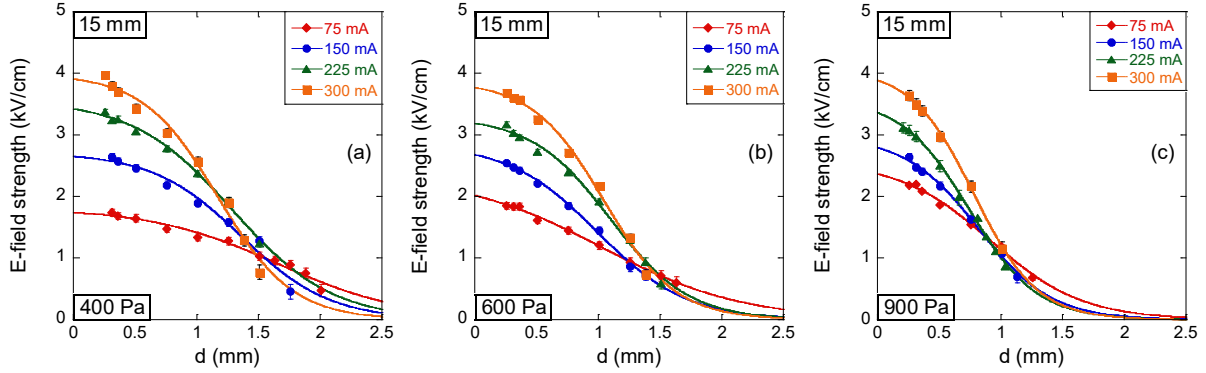 15 mm
75 mA
150 mA
225 mA
300 mA
(a)
400 Pa
E-field strength (kV/cm)
0
1
2
3
4
5
0
0.5
1
1.5
2
2.5
d (mm)
15 mm
75 mA
150 mA
225 mA
300 mA
(b)
600 Pa
E-field strength (kV/cm)
0
1
2
3
4
5
0
0.5
1
1.5
2
2.5
d (mm)
15 mm
75 mA
150 mA
225 mA
300 mA
(c)
900 Pa
E-field strength (kV/cm)
0
1
2
3
4
5
0
0.5
1
1.5
2
2.5
d (mm)